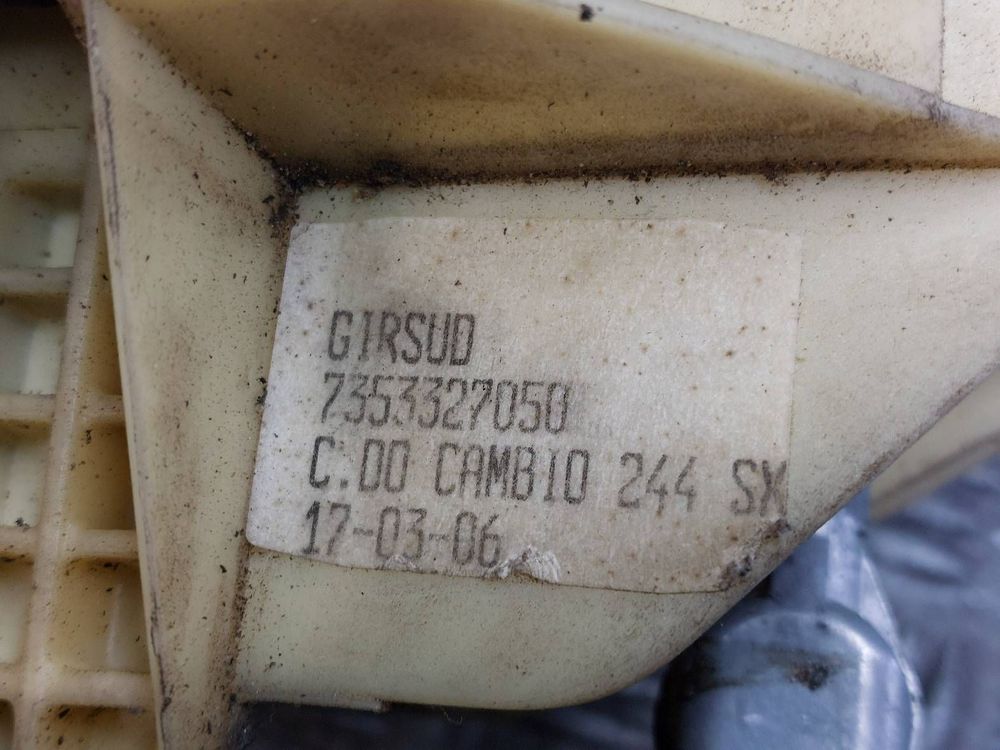 GIRSUD
7353327050
C.DO CAMBIO 244 SX
17-03-06